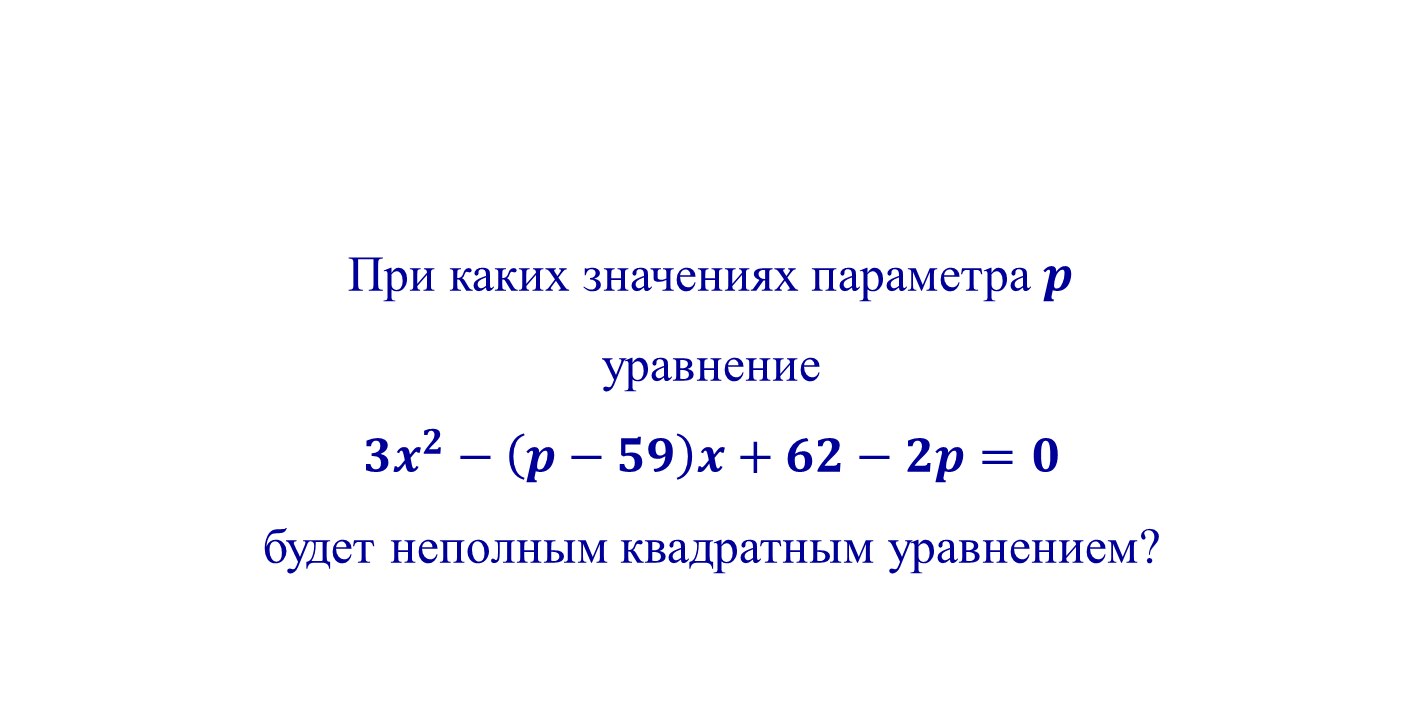 При каких значениях параметра p
уравнение
3x² − (p − 59)x + 62 − 2p = 0
будет неполным квадратным уравнением?